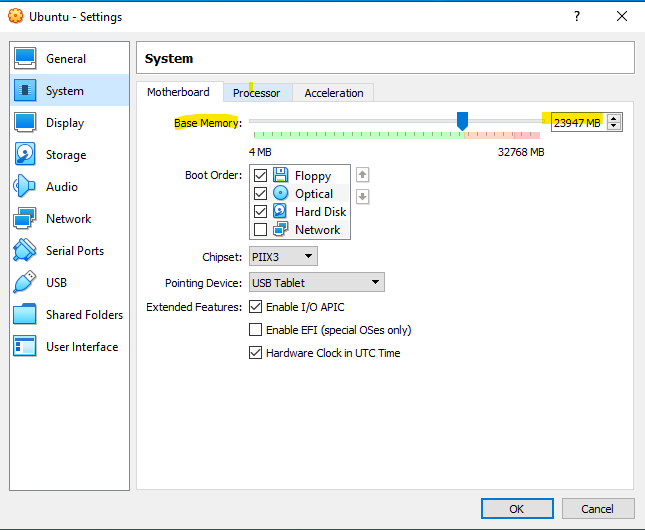 Ubuntu - Settings
?
General
System
Display
Storage
Audio
Network
Serial Ports
USB
Shared Folders
User Interface
System
Motherboard Processor Acceleration
Base Memory: 23947 MB
4 MB 32768 MB
Boot Order: Floppy
Optical
Hard Disk
Network
Chipset: PIIX3
Pointing Device: USB Tablet
Extended Features: Enable I/O APIC
Enable EFI (special OSes only)
Hardware Clock in UTC Time
OK Cancel